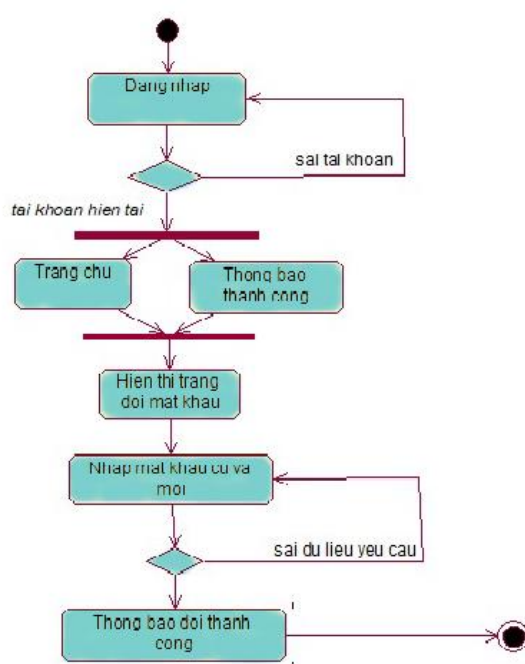 Dang nhap
sai tai khoan
tai khoan hien tai
Trang chu
Thong bao
thanh cong
Hien thi trang
doi mat khau
Nhap mat khau cu va
moi
sai du lieu yeu cau
Thong bao doi thanh
cong